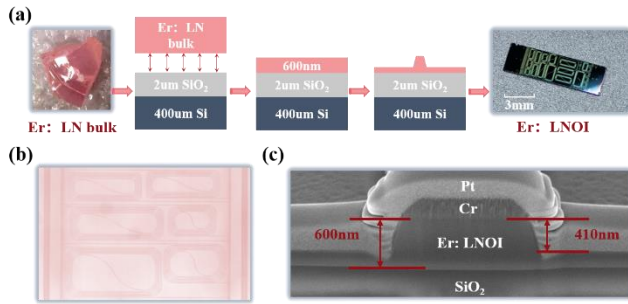 (a)
Er: LN
bulk
2um SiO₂
400um Si
600nm
2um SiO₂
400um Si
2um SiO₂
400um Si
3mm
Er: LN bulk
Er: LNOI
(b)
(c)
Pt
Cr
600nm
Er: LNOI
410nm
SiO₂